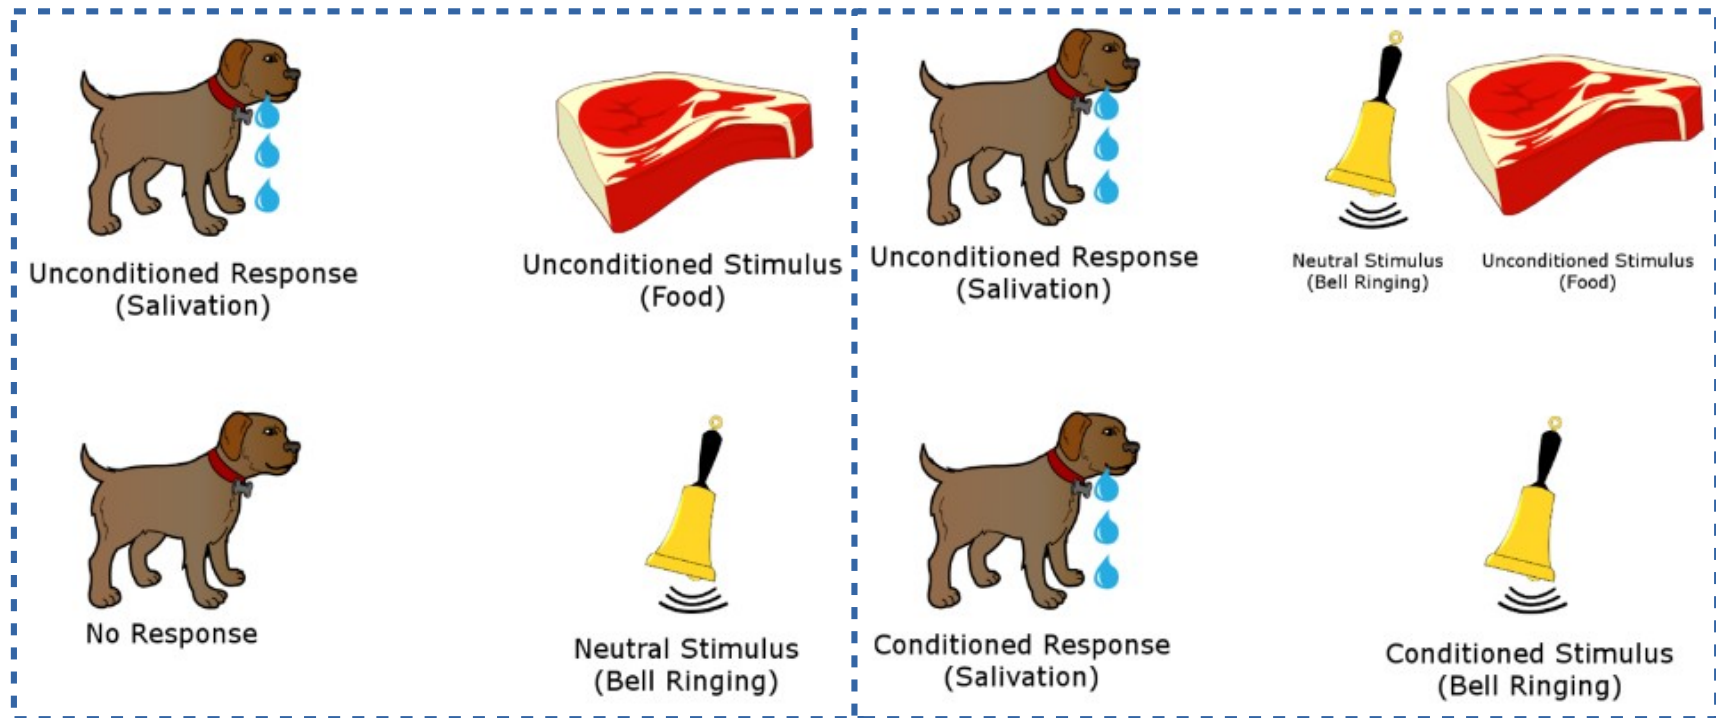 Unconditioned Response
(Salivation)
Unconditioned Stimulus
(Food)
Unconditioned Response
(Salivation)
Neutral Stimulus
(Bell Ringing)
Unconditioned Stimulus
(Food)
No Response
Neutral Stimulus
(Bell Ringing)
Conditioned Response
(Salivation)
Conditioned Stimulus
(Bell Ringing)